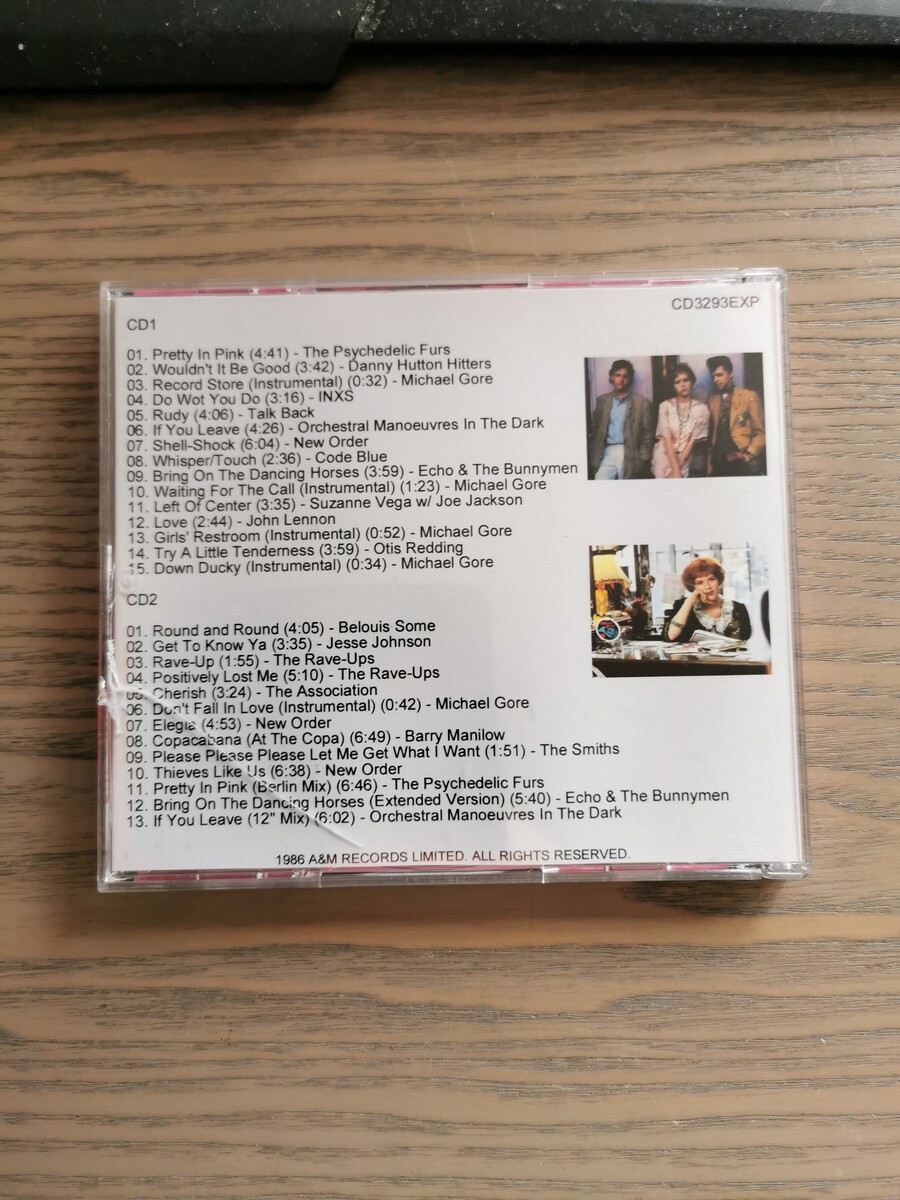 CD3293EXP
CD1
01. Pretty In Pink (4:41) - The Psychedelic Furs
02. Wouldn't It Be Good (3:42) - Danny Hutton Hitters
03. Record Store (Instrumental) (0:32) - Michael Gore
04. Do Wot You Do (3:16) - INXS
05. Rudy (4:06) - Talk Back
06. If You Leave (4:26) - Orchestral Manoeuvres In The Dark
07. Shell-Shock (6:04) - New Order
08. Whisper/Touch (2:36) - Code Blue
09. Bring On The Dancing Horses (3:59) - Echo & The Bunnymen
10. Waiting For The Call (Instrumental) (1:23) - Michael Gore
11. Left Of Center (3:35) - Suzanne Vega w/ Joe Jackson
12. Love (2:44) - John Lennon
13. Girls' Restroom (Instrumental) (0:52) - Michael Gore
14. Try A Little Tenderness (3:59) - Otis Redding
15. Down Ducky (Instrumental) (0:34) - Michael Gore
CD2
01. Round and Round (4:05) - Belouis Some
02. Get To Know Ya (3:35) - Jesse Johnson
03. Rave-Up (1:55) - The Rave-Ups
04. Positively Lost Me (5:10) - The Rave-Ups
05. Cherish (3:24) - The Association
06. Don't Fall In Love (Instrumental) (0:42) - Michael Gore
07. Elegia (4:53) - New Order
08. Copacabana (At The Copa) (6:49) - Barry Manilow
09. Please Please Please Let Me Get What I Want (1:51) - The Smiths
10. Thieves Like Us (6:38) - New Order
11. Pretty In Pink (Berlin Mix) (6:46) - The Psychedelic Furs
12. Bring On The Dancing Horses (Extended Version) (5:40) - Echo & The Bunnymen
13. If You Leave (12" Mix) (6:02) - Orchestral Manoeuvres In The Dark
1986 A&M RECORDS LIMITED. ALL RIGHTS RESERVED.